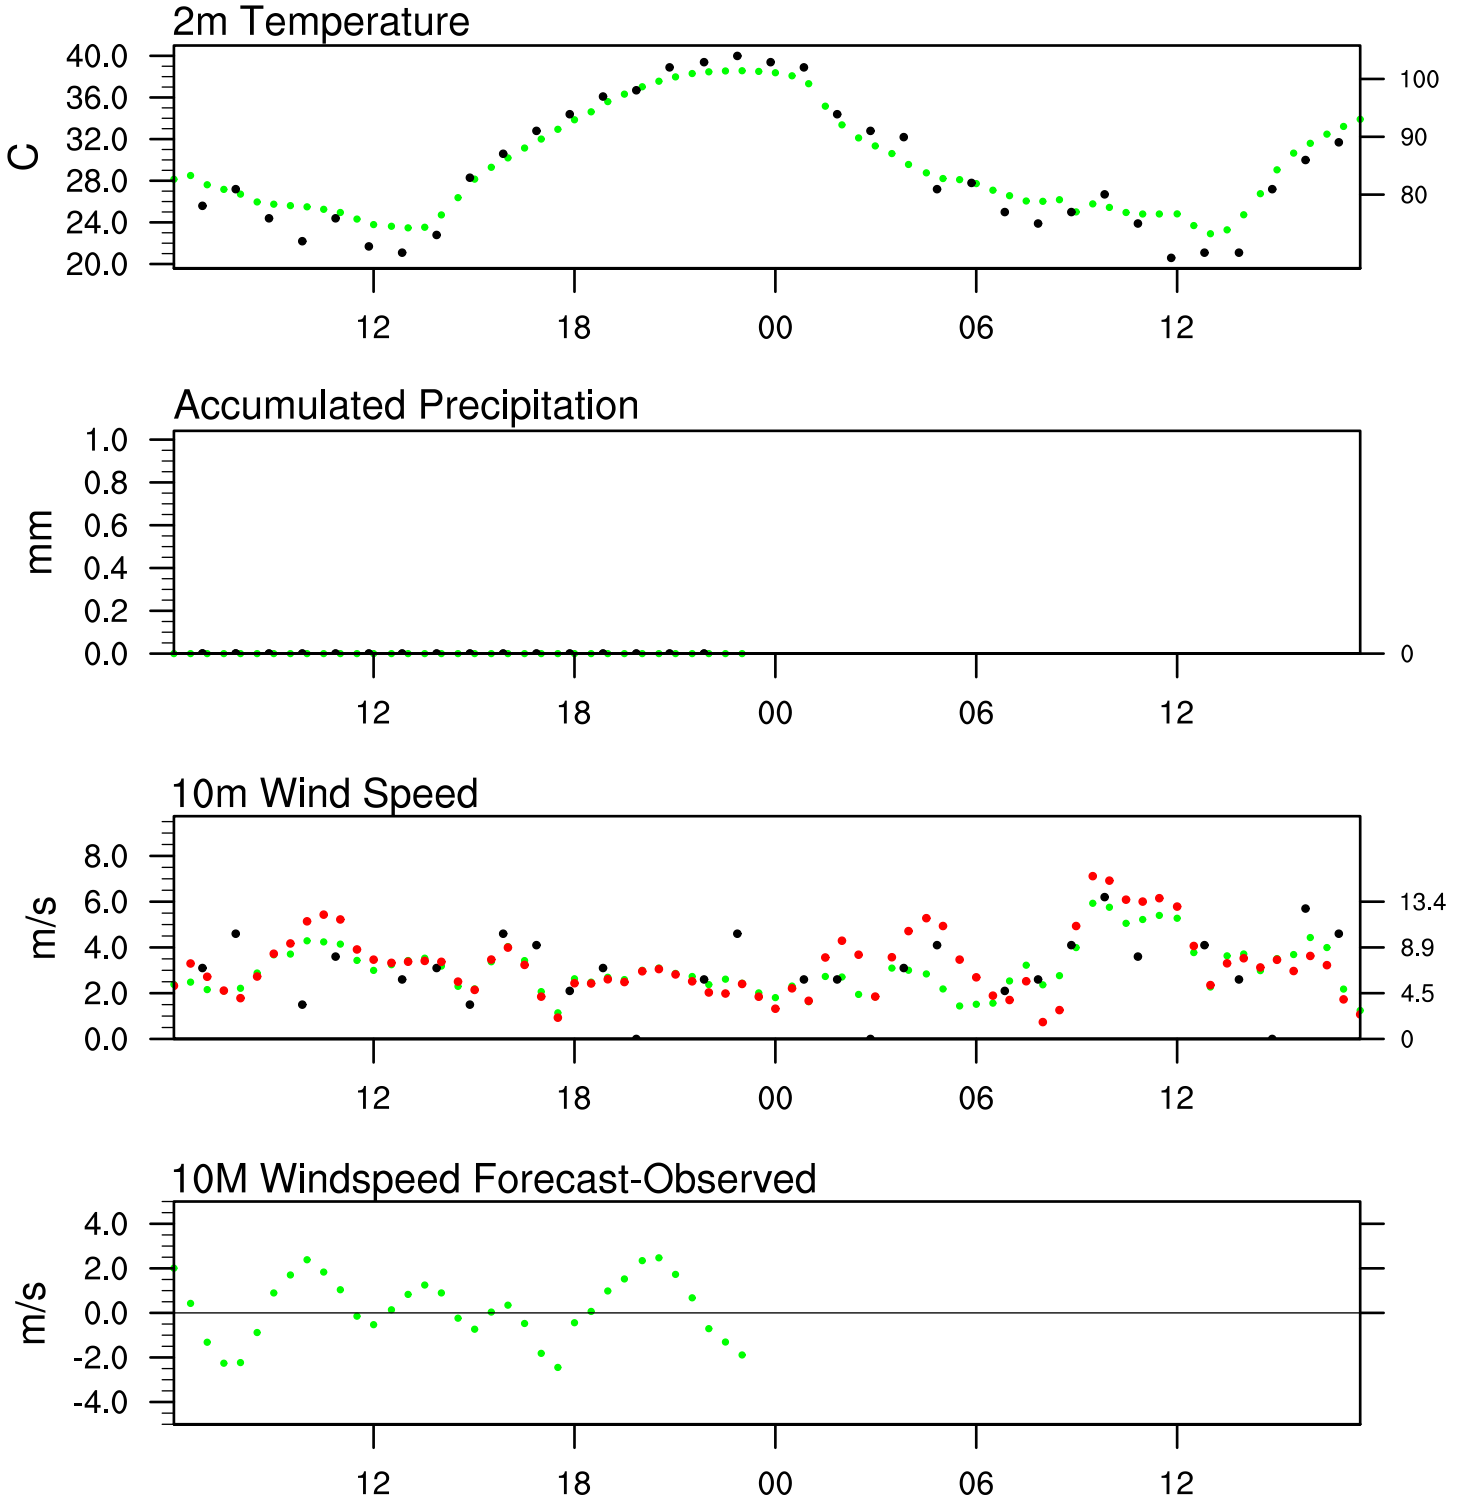 2m Temperature
40.0
36.0
32.0
28.0
24.0
20.0
C
100
90
80
12 18 00 06 12
Accumulated Precipitation
1.0
0.8
0.6
0.4
0.2
0.0
mm
0
12 18 00 06 12
10m Wind Speed
8.0
6.0
4.0
2.0
0.0
m/s
13.4
8.9
4.5
0
12 18 00 06 12
10M Windspeed Forecast-Observed
4.0
2.0
0.0
-2.0
-4.0
m/s
12 18 00 06 12